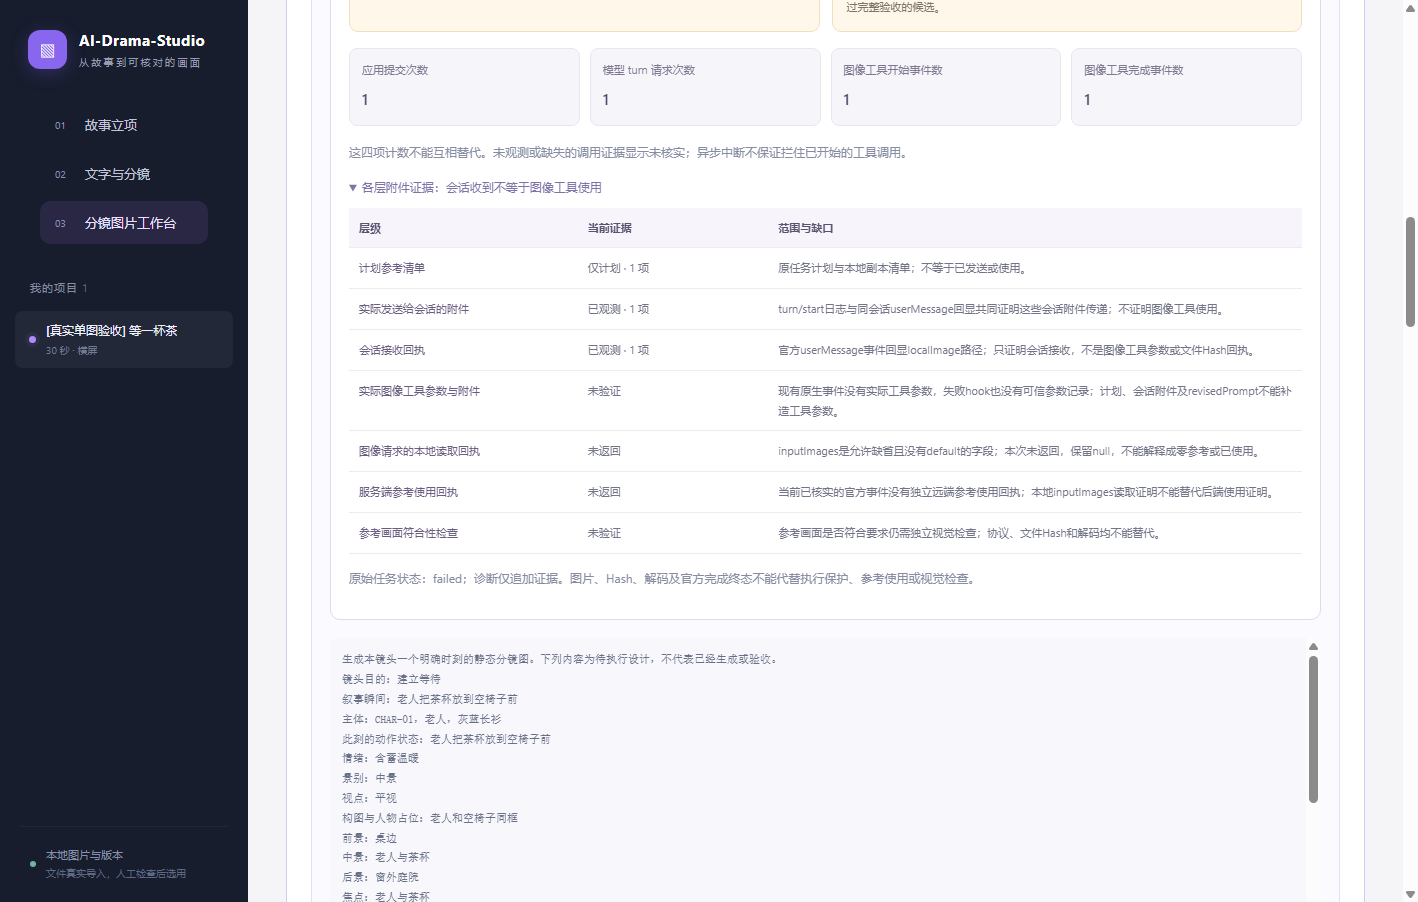 AI-Drama-Studio
从故事到可核对的画面
01 故事立项
02 文字与分镜
03 分镜图片工作台
我的项目 1
[真实单图验收] 等一杯茶
30 秒 · 横屏
本地图片与版本
文件真实导入，人工检查后选用
过完整验收的候选。
应用提交次数
1
模型 turn 请求次数
1
图像工具开始事件数
1
图像工具完成事件数
1
这四项计数不能互相替代。未观测或缺失的调用证据显示未核实；异步中断不保证拦住已开始的工具调用。
▼ 各层附件证据：会话收到不等于图像工具使用
层级 当前证据 范围与缺口
计划参考清单 仅计划 · 1 项 原任务计划与本地副本清单；不等于已发送或使用。
实际发送给会话的附件 已观测 · 1 项 turn/start日志与同会话userMessage回显共同证明这些会话附件传递；不证明图像工具使用。
会话接收回执 已观测 · 1 项 官方userMessage事件回显localImage路径；只证明会话接收，不是图像工具参数或文件Hash回执。
实际图像工具参数与附件 未验证 现有原生事件没有实际工具参数，失败hook也没有可信参数记录；计划、会话附件及revisedPrompt不能补
造工具参数。
图像请求的本地读取回执 未返回 inputImages是允许缺省且没有default的字段；本次未返回，保留null，不能解释成零参考或已使用。
服务端参考使用回执 未返回 当前已核实的官方事件没有独立远端参考使用回执；本地inputImages读取证明不能替代后端使用证明。
参考画面符合性检查 未验证 参考画面是否符合要求仍需独立视觉检查；协议、文件Hash和解码均不能替代。
原始任务状态：failed；诊断仅追加证据。图片、Hash、解码及官方完成终态不能代替执行保护、参考使用或视觉检查。
生成本镜头一个明确时刻的静态分镜图。下列内容为待执行设计，不代表已经生成或验收。
镜头目的：建立等待
叙事瞬间：老人把茶杯放到空椅子前
主体：CHAR-01，老人，灰蓝长衫
此刻的动作状态：老人把茶杯放到空椅子前
情绪：含蓄温暖
景别：中景
视点：平视
构图与人物占位：老人和空椅子同框
前景：桌边
中景：老人与茶杯
后景：窗外庭院
焦点：老人与茶杯